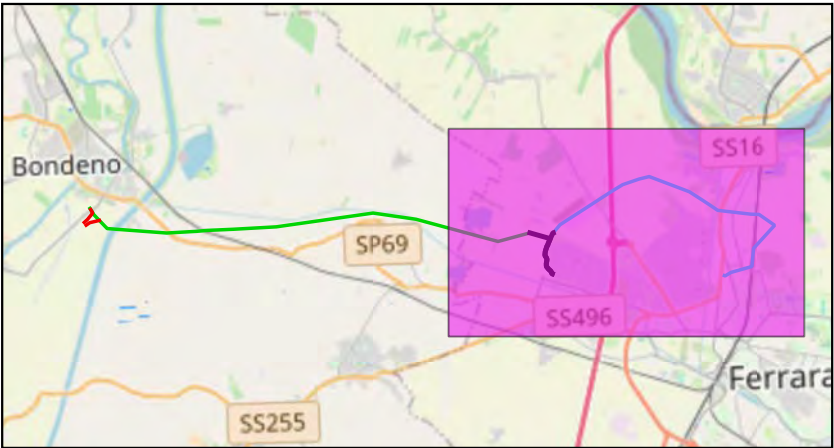 SS16
Bondeno
SP69
SS496
Ferrara
SS255